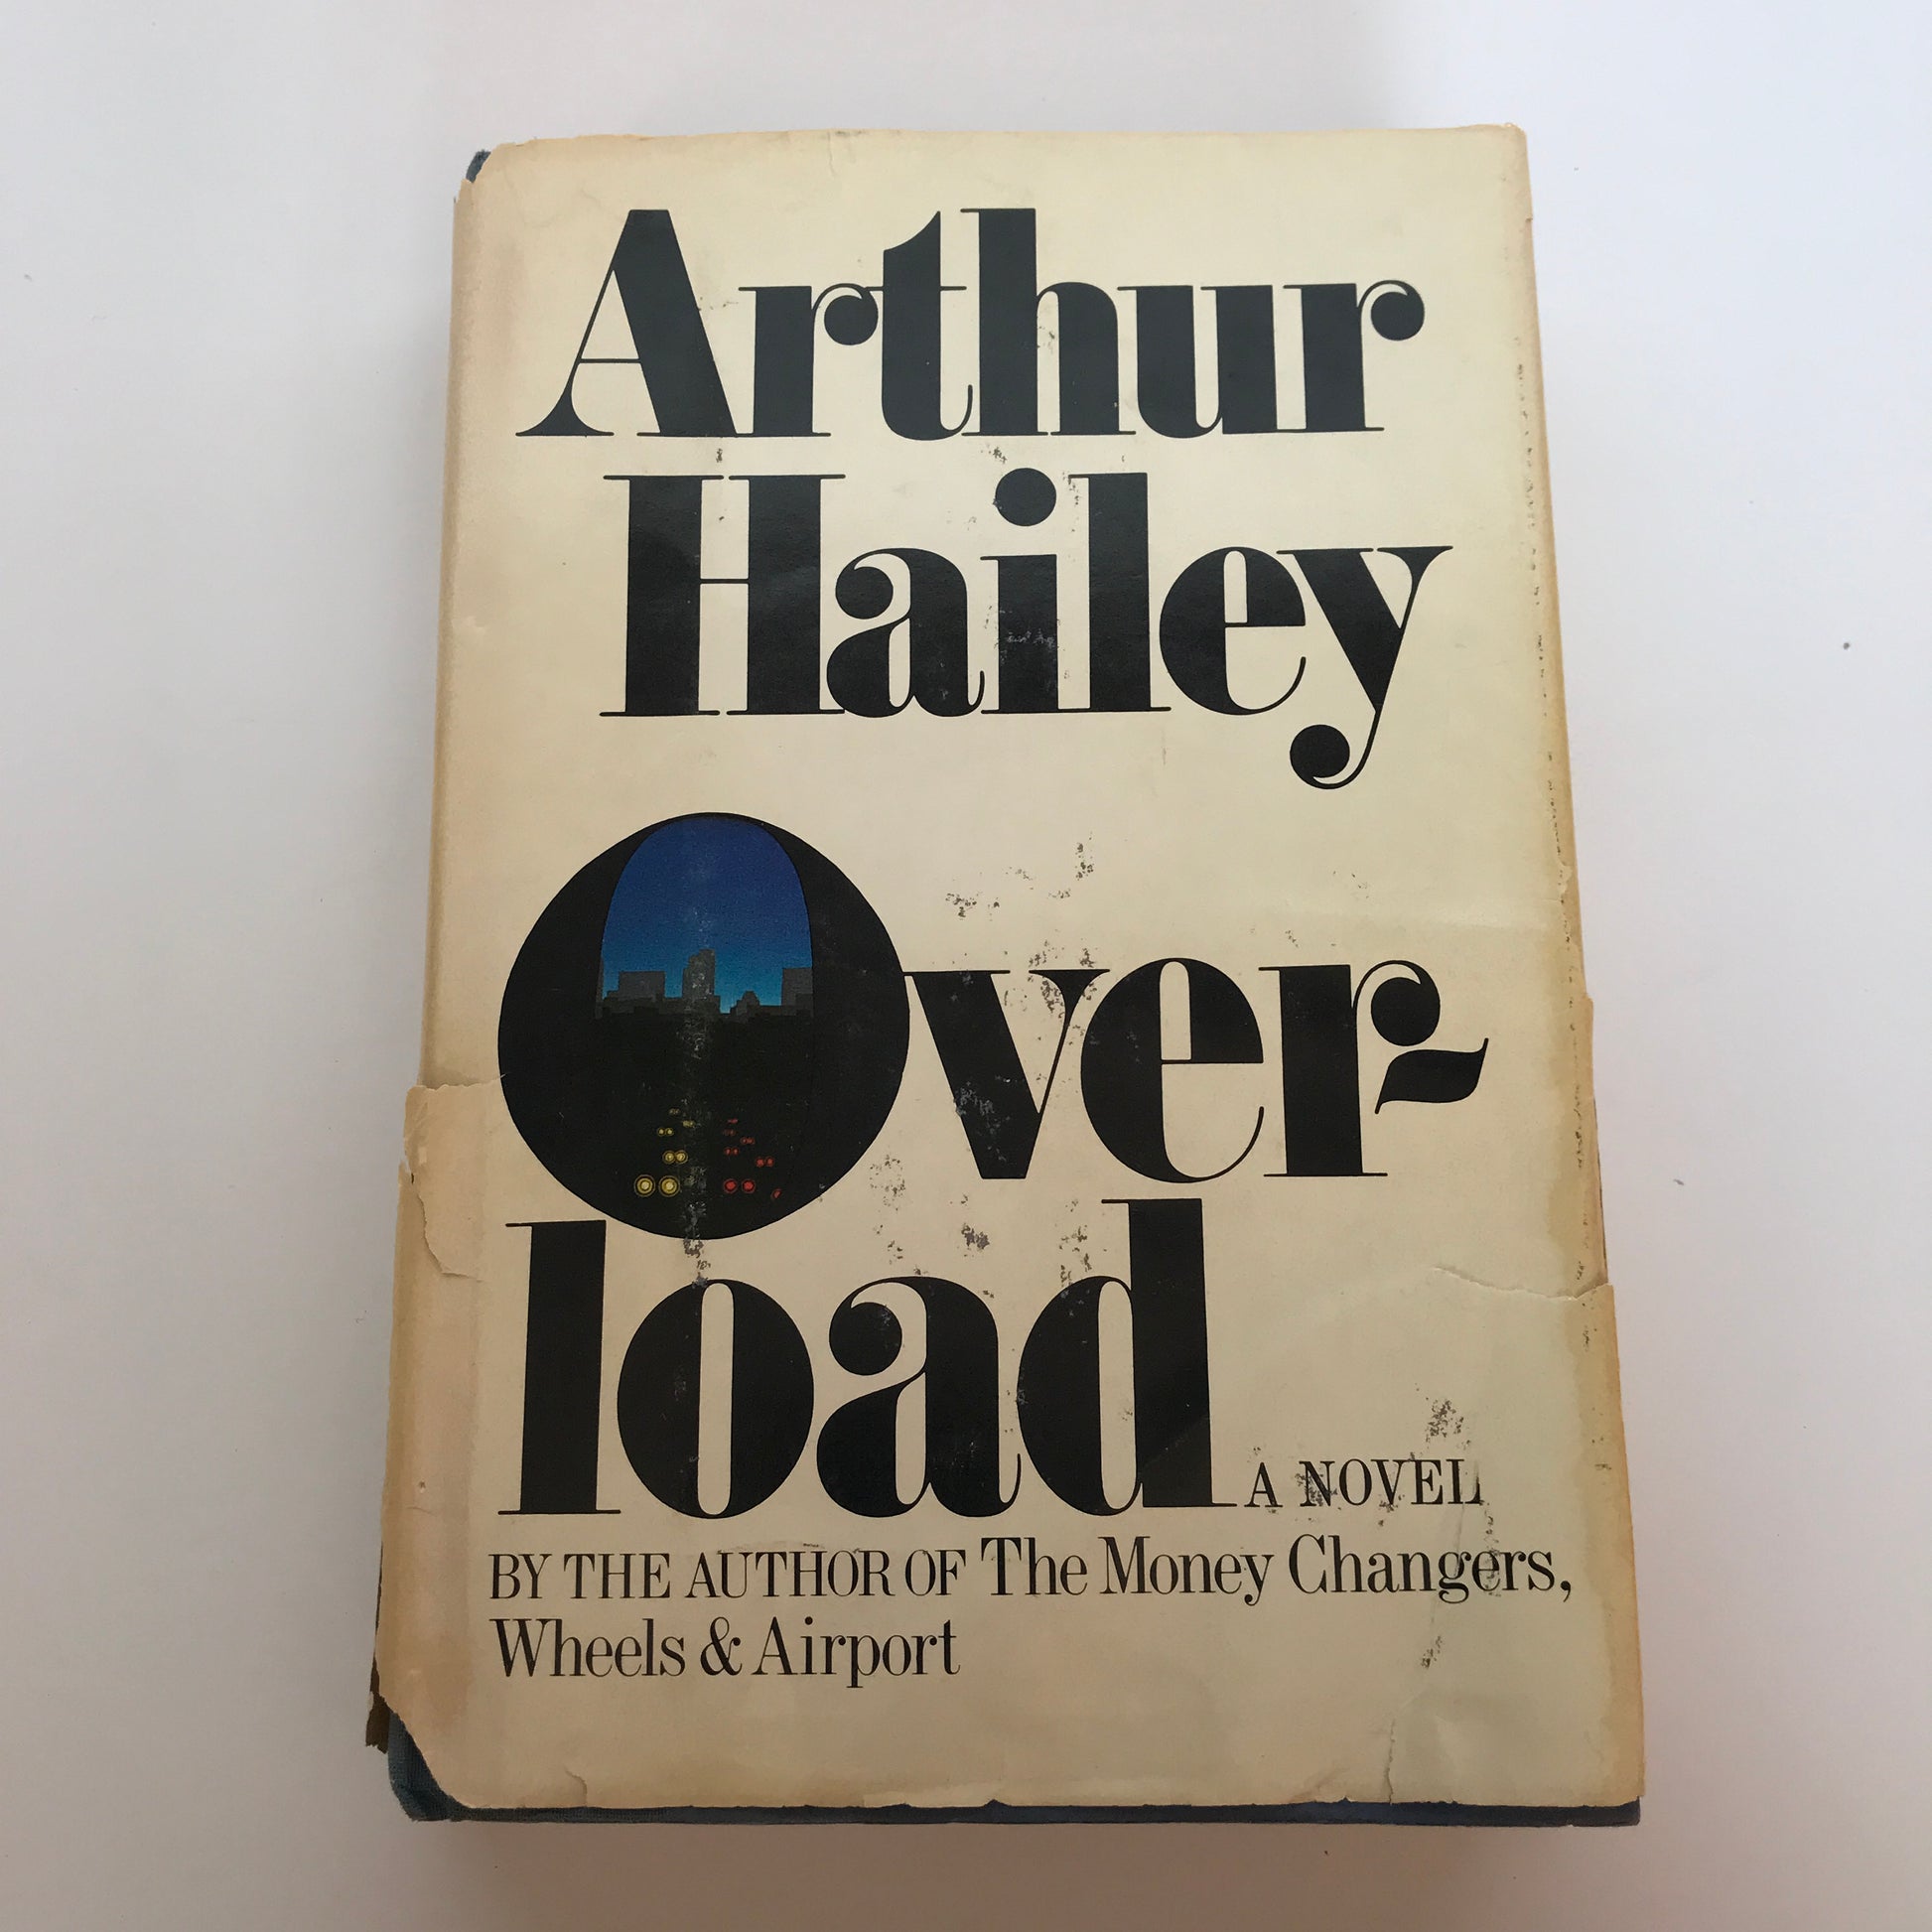 Arthur
Hailey
Over-
load
A NOVEL
BY THE AUTHOR OF The Money Changers,
Wheels & Airport